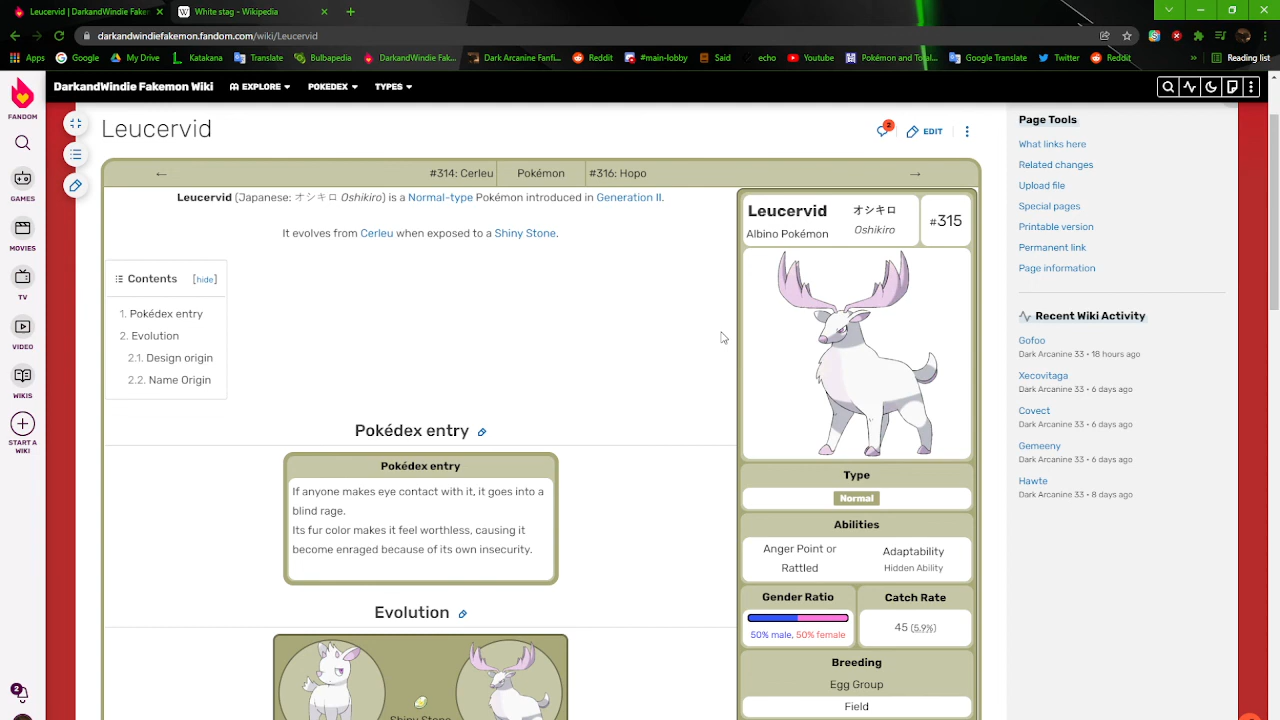 Leucervid | DarkandWindie Fakem
White stag - Wikipedia
darkandwindiefakemon.fandom.com/wiki/Leucervid
Apps
Google
My Drive
Katakana
Translate
Bulbapedia
DarkandWindie Fak...
Dark Arcanine Fanfi...
Reddit
#main-lobby
Said
echo
YouTube
Pokémon and Total...
Google Translate
Twitter
Reddit
»
Reading list
FANDOM
GAMES
MOVIES
TV
VIDEO
WIKIS
START A
WIKI
2
DarkandWindie Fakemon Wiki
EXPLORE
POKEDEX
TYPES
Leucervid
2
EDIT
←
#314: Cerleu
Pokémon
#316: Hopo
→
Leucervid (Japanese: オシキロ Oshikiro) is a Normal-type Pokémon introduced in Generation II.
It evolves from Cerleu when exposed to a Shiny Stone.
Contents [hide]
1. Pokédex entry
2. Evolution
2.1. Design origin
2.2. Name Origin
Pokédex entry
Pokédex entry
If anyone makes eye contact with it, it goes into a
blind rage.
Its fur color makes it feel worthless, causing it
become enraged because of its own insecurity.
Evolution
Shiny Stone
Leucervid
Albino Pokémon
オシキロ
Oshikiro
#315
Type
Normal
Abilities
Anger Point or
Rattled
Adaptability
Hidden Ability
Gender Ratio
50% male, 50% female
Catch Rate
45 (5.9%)
Breeding
Egg Group
Field
Page Tools
What links here
Related changes
Upload file
Special pages
Printable version
Permanent link
Page information
Recent Wiki Activity
Gofoo
Dark Arcanine 33 • 18 hours ago
Xecovitaga
Dark Arcanine 33 • 6 days ago
Covect
Dark Arcanine 33 • 6 days ago
Gemeeny
Dark Arcanine 33 • 6 days ago
Hawte
Dark Arcanine 33 • 8 days ago